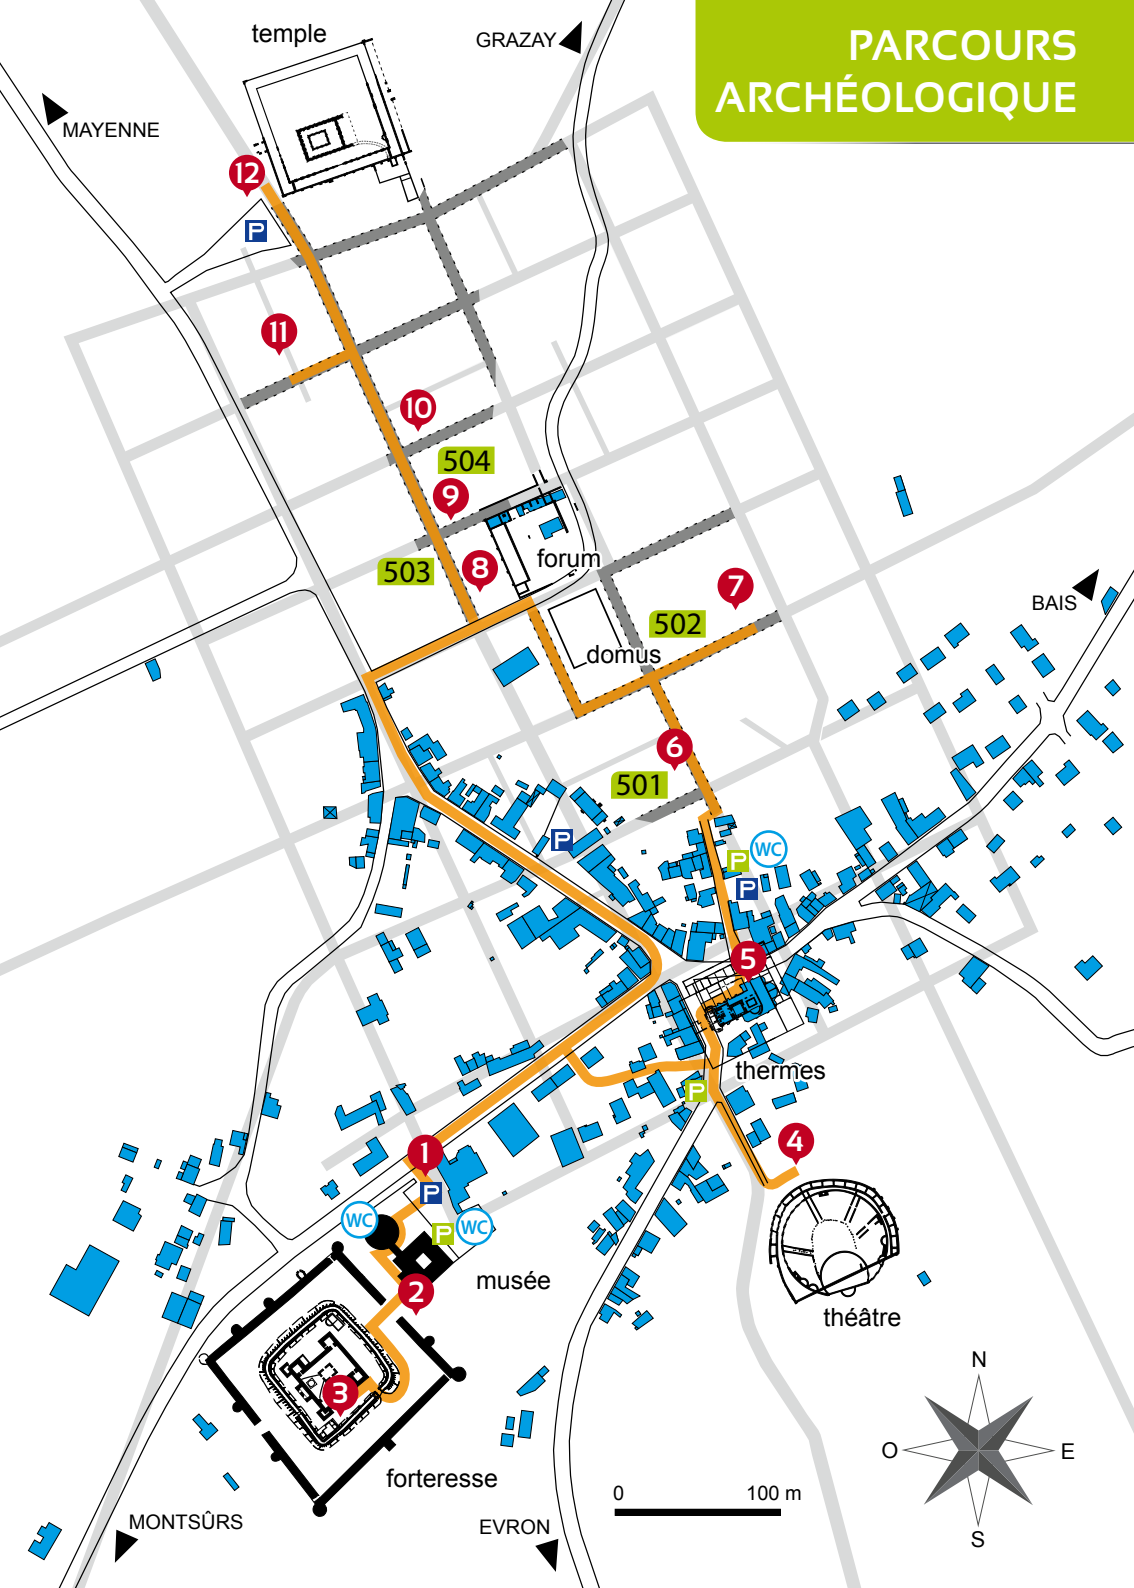 PARCOURS
ARCHÉOLOGIQUE
temple
GRAZAY
MAYENNE
12
P
11
10
504
9
forum
503
8
7
502
BAIS
domus
6
501
P
P
WC
P
5
thermes
P
4
1
P
WC
P
WC
musée
2
théâtre
3
N
O
E
S
forteresse
0
100 m
MONTSÛRS
EVRON